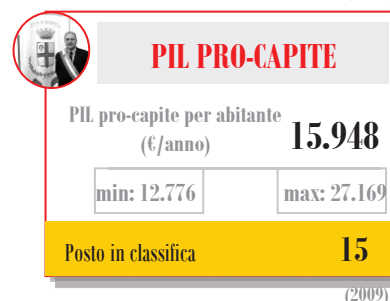 PIL PRO-CAPITE
PIL pro-capite per abitante
(€/anno)
15.948
min: 12.776
max: 27.169
Posto in classifica
15
(2009)